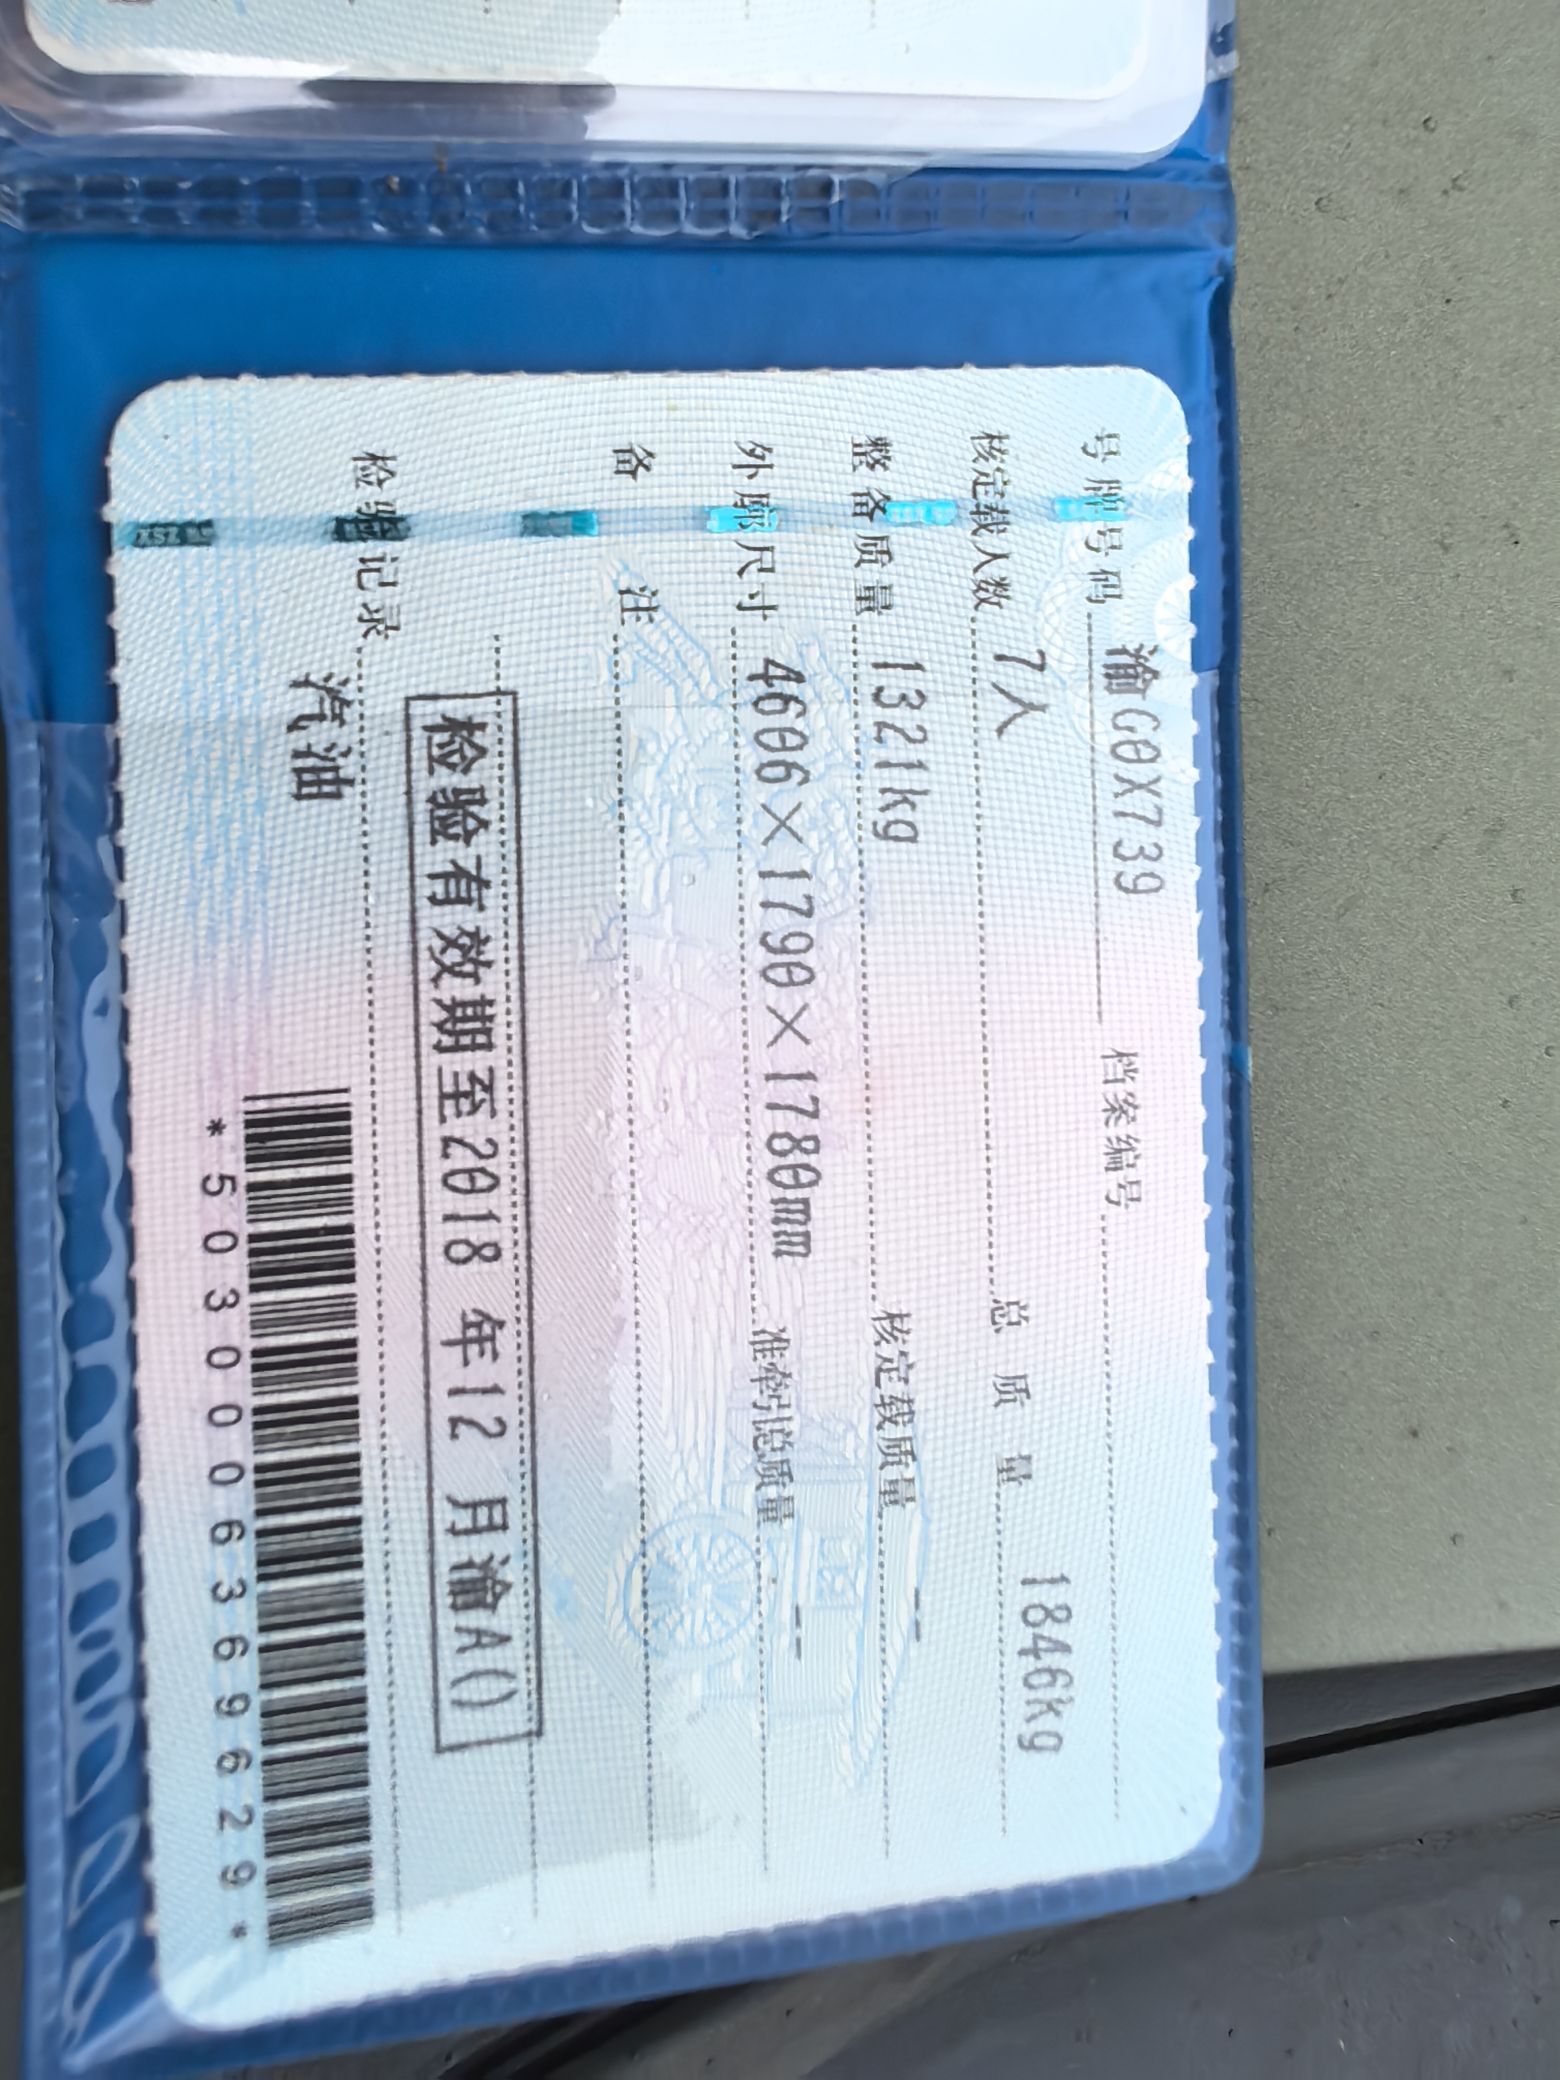 号牌号码 渝G0X739 档案编号
核定载人数 7人 总质量 1846kg
整备质量 1321kg 核定载质量 --
外廓尺寸 4606×1790×1780mm 准牵引总质量 --
备注
检验有效期至2018年12月渝A()
检验记录
汽油
*5030006369629*